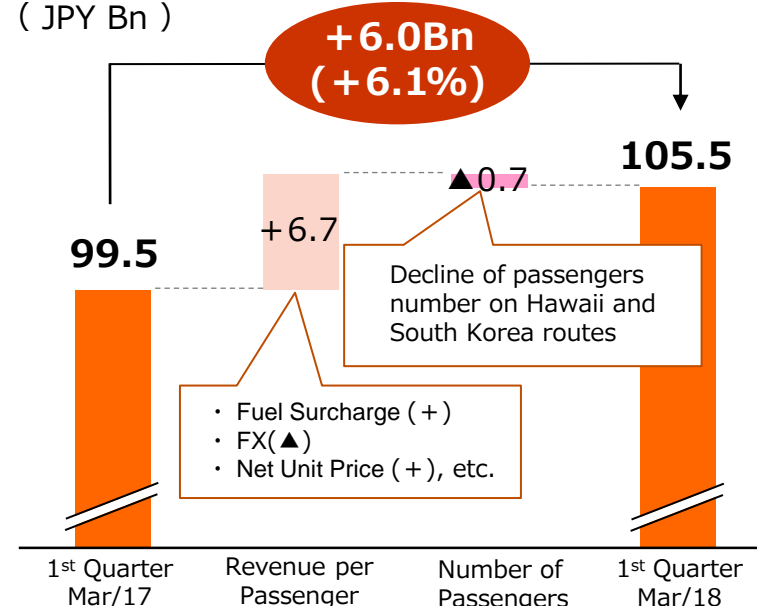 ( JPY Bn )
+6.0Bn
(+6.1%)
99.5
+6.7
▲0.7
105.5
Decline of passengers
number on Hawaii and
South Korea routes
・ Fuel Surcharge (+)
・ FX(▲)
・ Net Unit Price (+), etc.
1st Quarter
Mar/17
Revenue per
Passenger
Number of
Passengers
1st Quarter
Mar/18